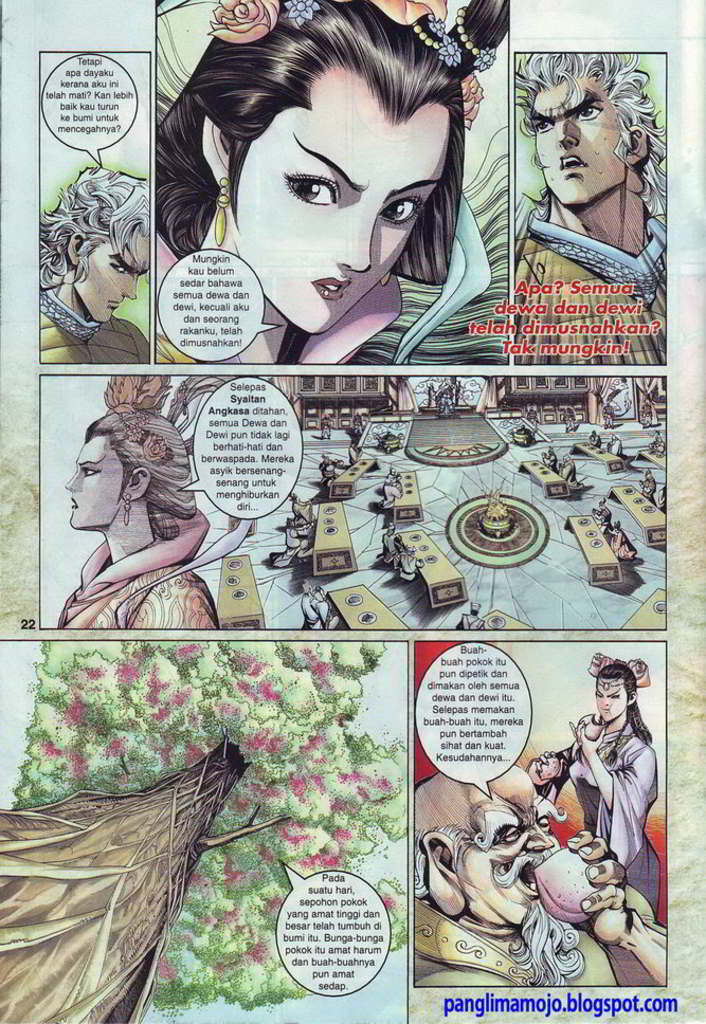 Tetapi
apa dayaku
kerana aku ini
telah mati? Kan lebih
baik kau turun
ke bumi untuk
mencegahnya?
Mungkin
kau belum
sedar bahawa
semua dewa dan
dewi, kecuali aku
dan seorang
rakanku, telah
dimusnahkan!
Apa? Semua
dewa dan dewi
telah dimusnahkan?
Tak mungkin!
Selepas
Syaitan
Angkasa ditahan,
semua Dewa dan
Dewi pun tidak lagi
berhati-hati dan
berwaspada. Mereka
asyik bersenang-
senang untuk
menghiburkan
diri...
22
Pada
suatu hari,
sepohon pokok
yang amat tinggi dan
besar telah tumbuh di
bumi itu. Bunga-bunga
pokok itu amat harum
dan buah-buahnya
pun amat
sedap.
Buah-
buah pokok itu
pun dipetik dan
dimakan oleh semua
dewa dan dewi itu.
Selepas memakan
buah-buah itu, mereka
pun bertambah
sihat dan kuat.
Kesudahannya...
panglimamojo.blogspot.com